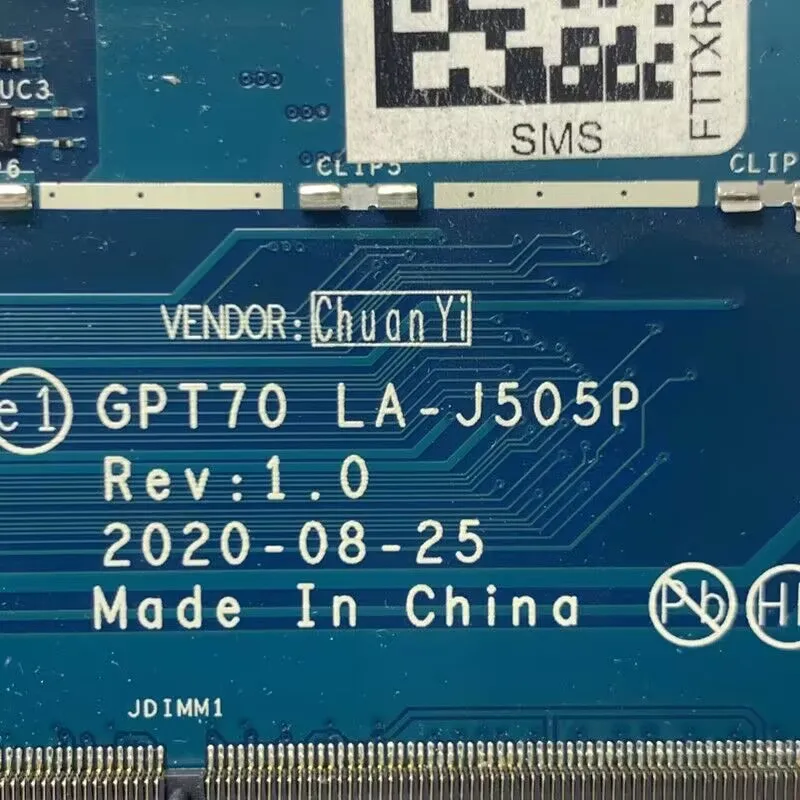 UC3
SMS
FTTXR
CLIP5
CLIP
VENDOR: ChuanYi
e1
GPT70 LA-J505P
Rev:1.0
2020-08-25
Made In China
Pb
JDIMM1